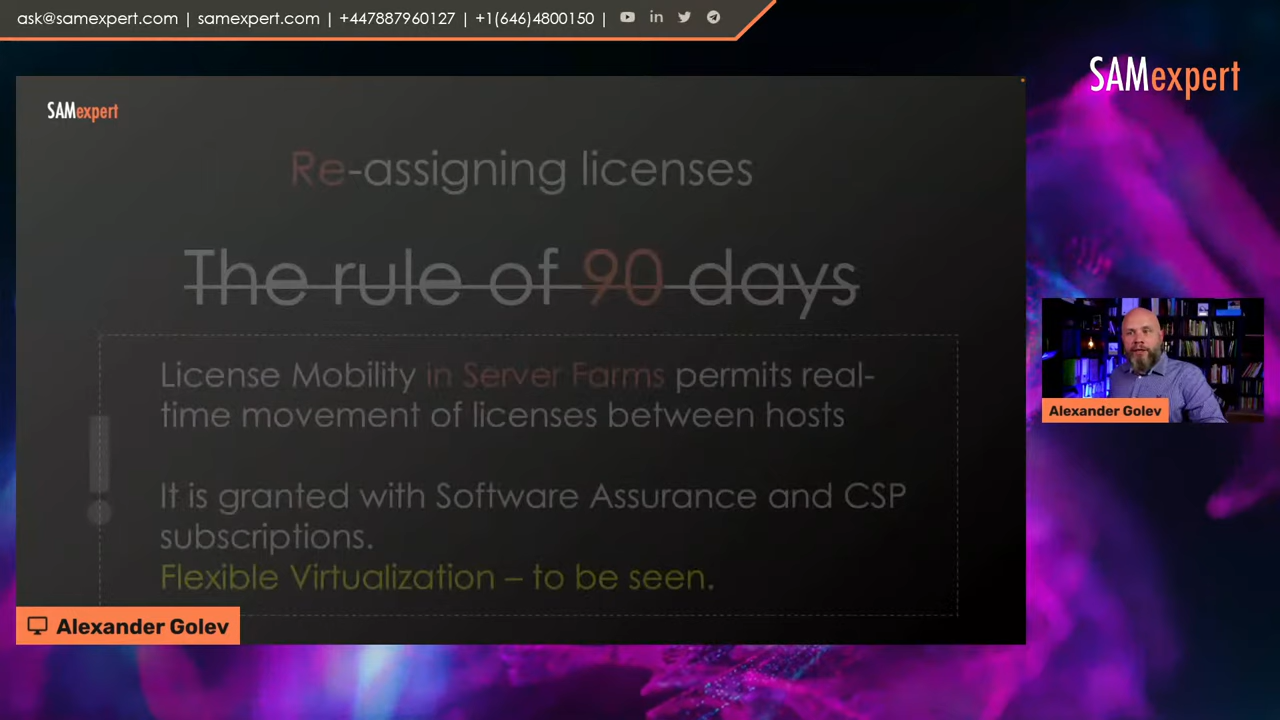 ask@samexpert.com | samexpert.com | +447887960127 | +1(646)4800150 |
SAMexpert
SAMexpert
Re-assigning licenses
The rule of 90 days
License Mobility in Server Farms permits real-
time movement of licenses between hosts
It is granted with Software Assurance and CSP
subscriptions.
Flexible Virtualization – to be seen.
Alexander Golev
Alexander Golev